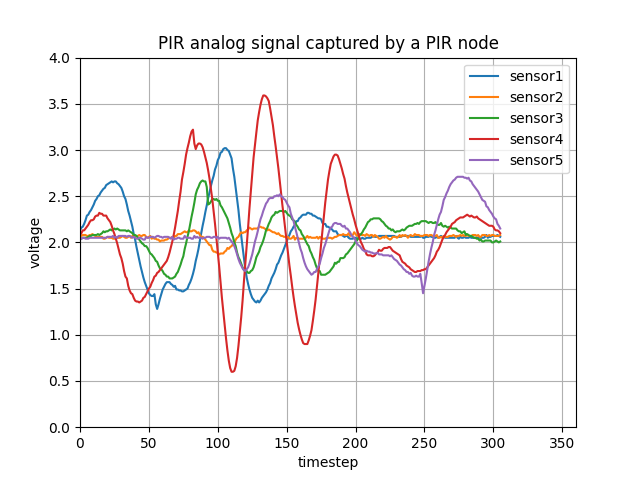 PIR analog signal captured by a PIR node
4.0
3.5
3.0
2.5
2.0
1.5
1.0
0.5
0.0
voltage
sensor1
sensor2
sensor3
sensor4
sensor5
0 50 100 150 200 250 300 350
timestep